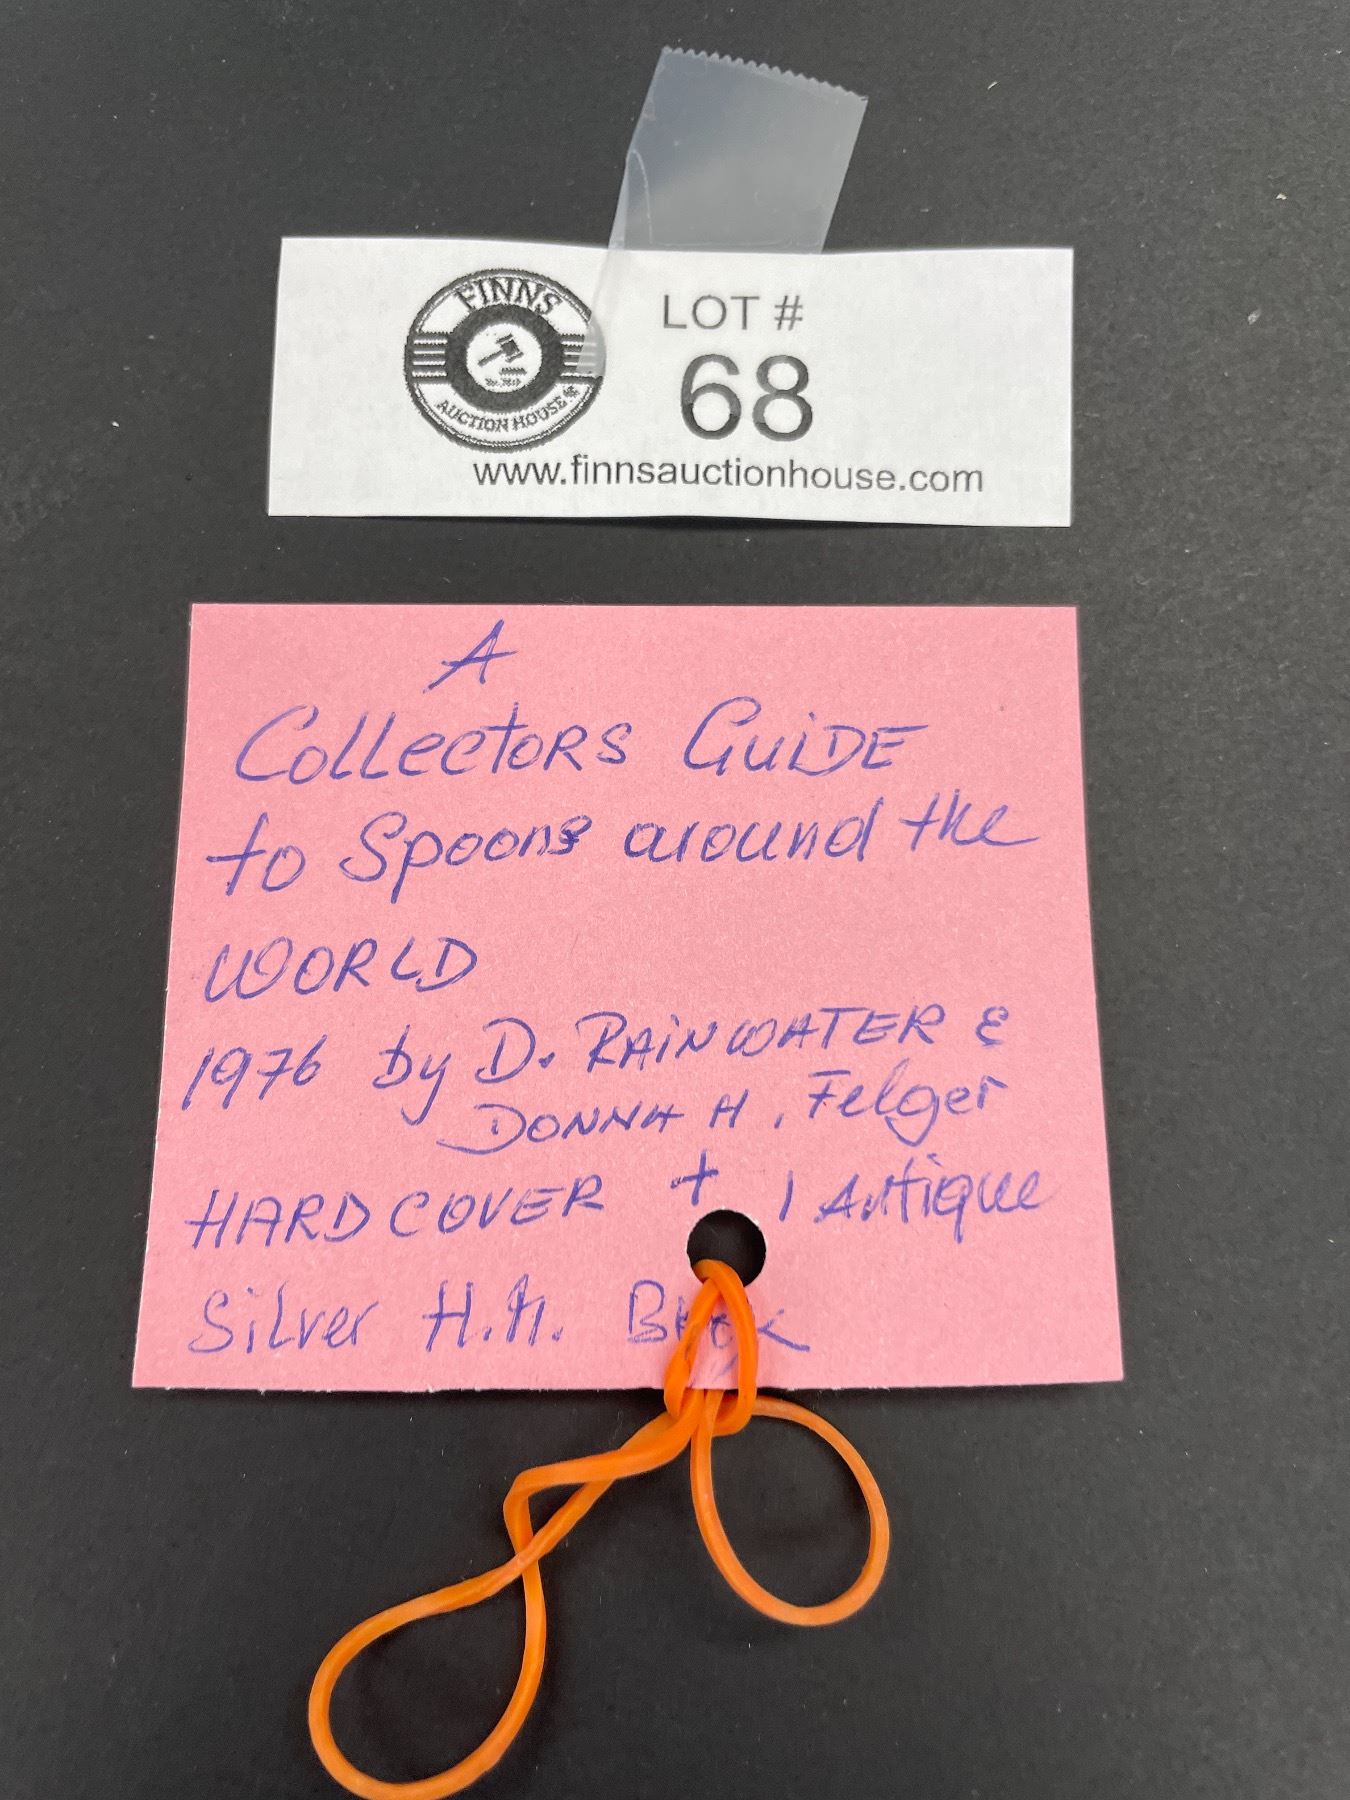 FINNS
AUCTION HOUSE
LOT #
68
www.finnsauctionhouse.com
A
Collectors Guide
to Spoons around the
WORLD
1976 by D. RAINWATER &
DONNA H. Felger
HARDCOVER + 1 Antique
Silver H.M.